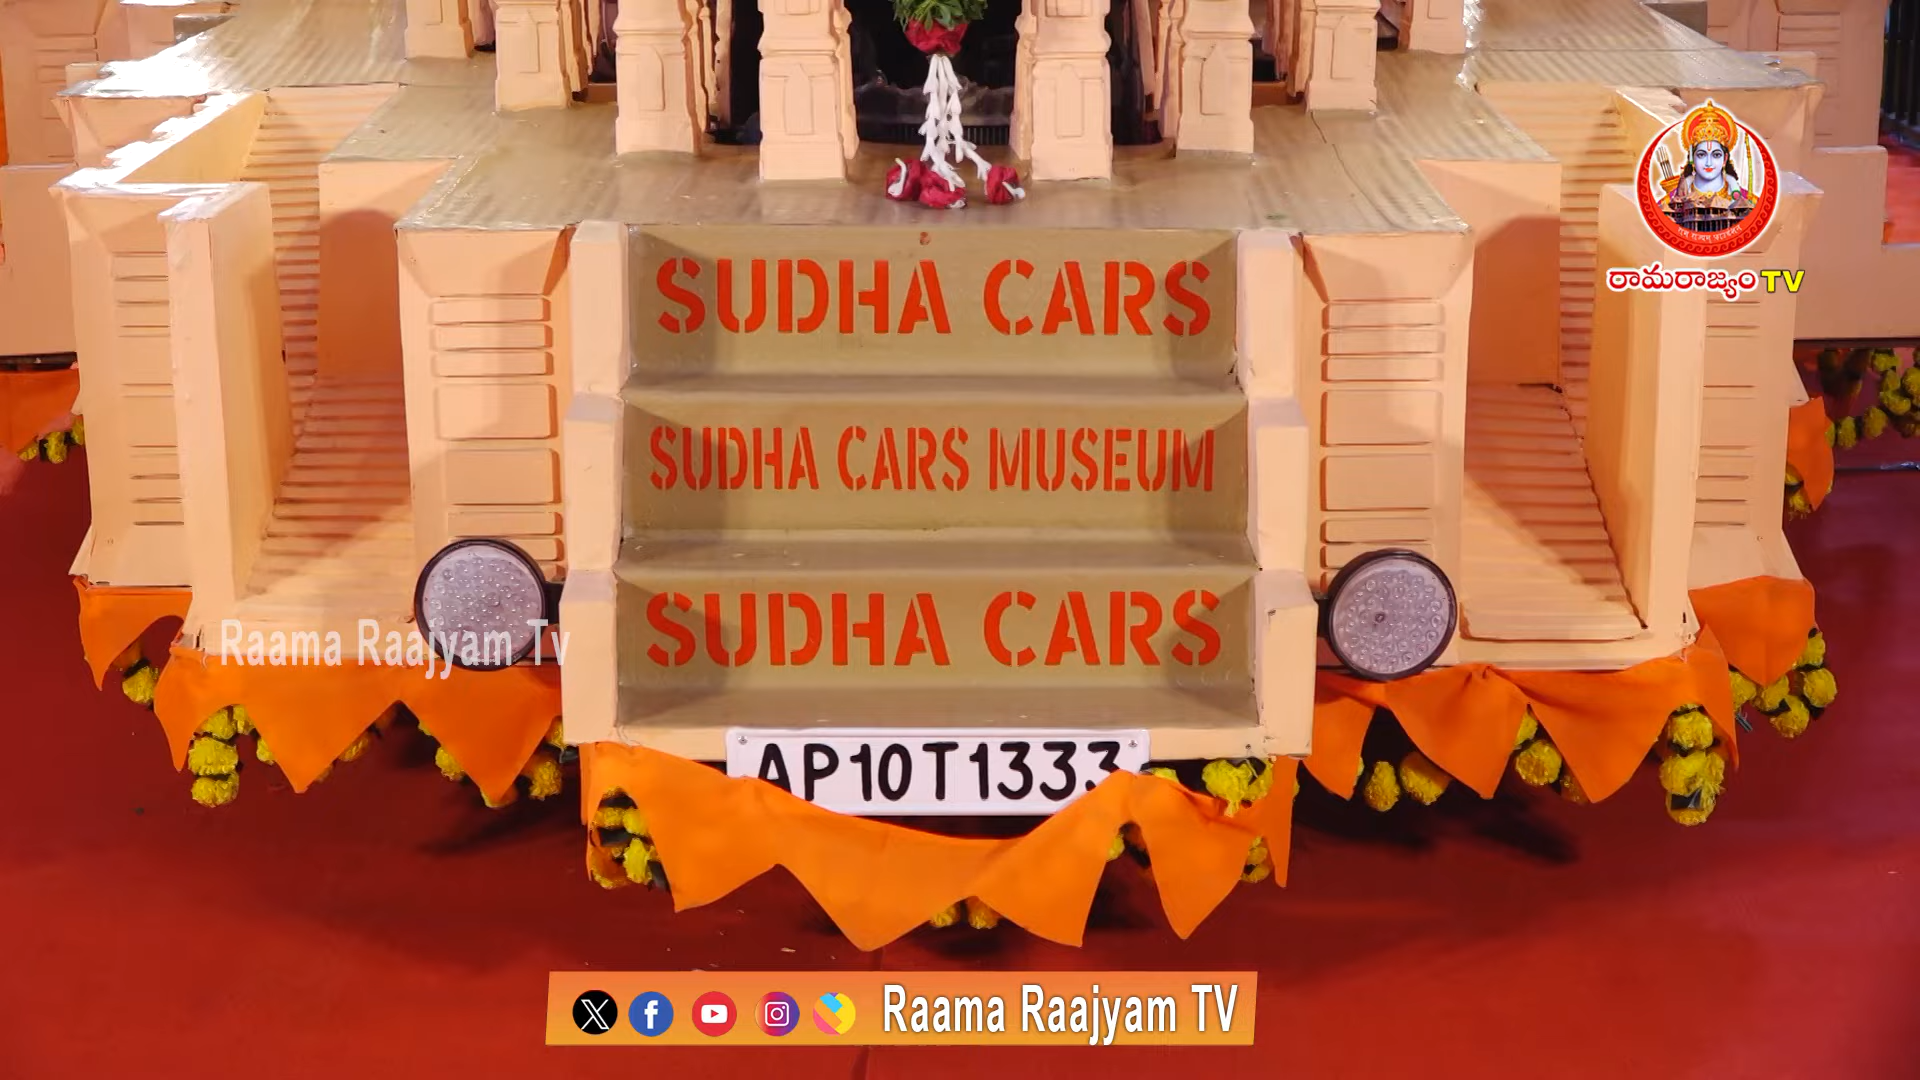 SUDHA CARS
రామరాజ్యం TV
SUDHA CARS MUSEUM
SUDHA CARS
Raama Raajyam Tv
AP10T1333
Raama Raajyam TV